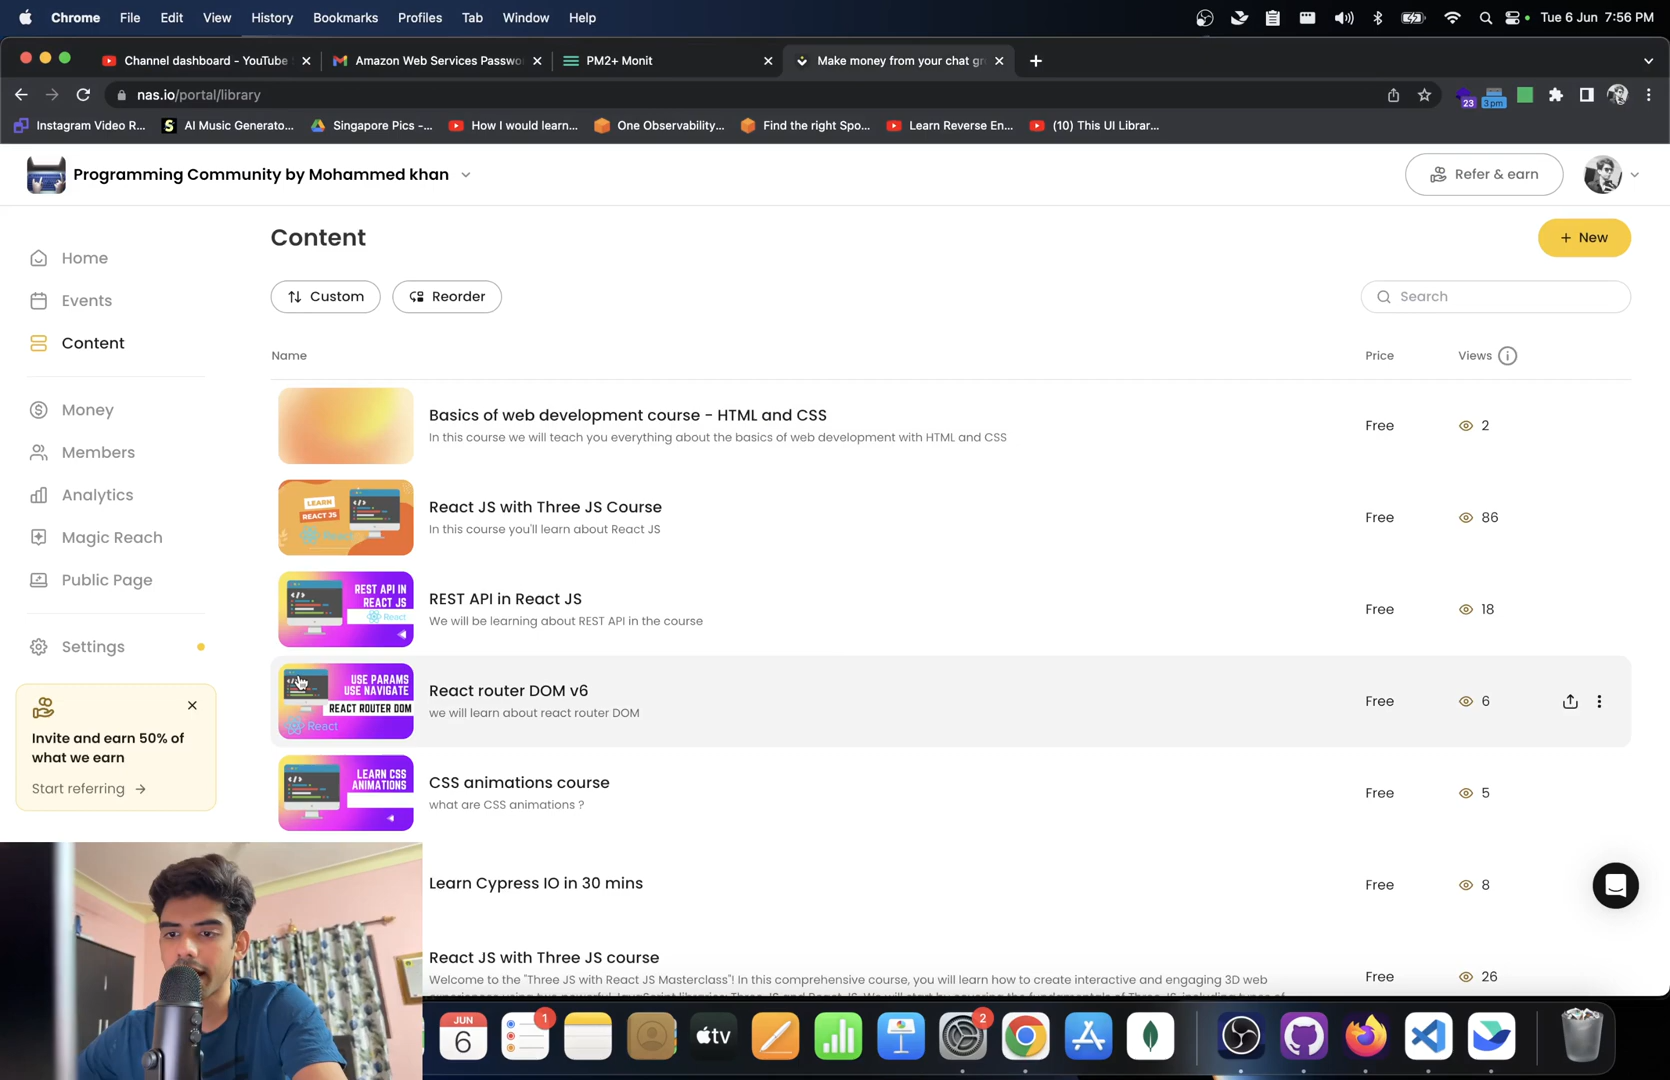 Chrome File Edit View History Bookmarks Profiles Tab Window Help Tue 6 Jun 7:56 PM
Channel dashboard - YouTube Amazon Web Services Passwo PM2+ Monit Make money from your chat gr
nas.io/portal/library 23 3pm
Instagram Video R... AI Music Generato... Singapore Pics -... How I would learn... One Observability... Find the right Spo... Learn Reverse En... (10) This UI Librar...
Programming Community by Mohammed khan Refer & earn
Home
Events
Content
Money
Members
Analytics
Magic Reach
Public Page
Settings
Invite and earn 50% of
what we earn
Start referring →
Content
+ New
Custom Reorder Search
Name Price Views
Basics of web development course - HTML and CSS
In this course we will teach you everything about the basics of web development with HTML and CSS
Free 2
LEARN
REACT JS
React
React JS with Three JS Course
In this course you'll learn about React JS
Free 86
REST API IN
REACT JS
React
REST API in React JS
We will be learning about REST API in the course
Free 18
USE PARAMS
USE NAVIGATE
REACT ROUTER DOM
React
React router DOM v6
we will learn about react router DOM
Free 6
LEARN CSS
ANIMATIONS
CSS animations course
what are CSS animations ?
Free 5
Learn Cypress IO in 30 mins
Free 8
React JS with Three JS course
Welcome to the "Three JS with React JS Masterclass"! In this comprehensive course, you will learn how to create interactive and engaging 3D web
Free 26
JUN
6
1
tv
2